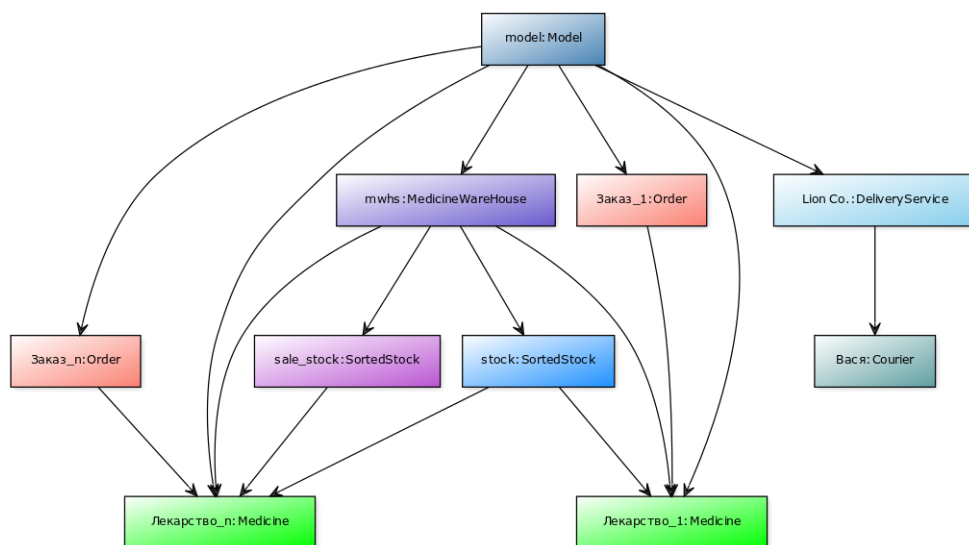 model:Model
mwhs:MedicineWareHouse
Заказ_1:Order
Lion Co.:DeliveryService
Заказ_n:Order
sale_stock:SortedStock
stock:SortedStock
Вася:Courier
Лекарство_n:Medicine
Лекарство_1:Medicine